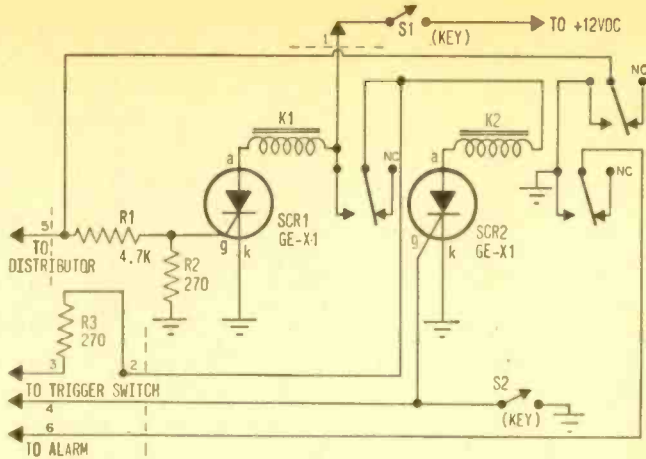 S1
(KEY)
TO +12VDC
1
NC
K1
K2
NC
NC
a
a
SCR1
GE-X1
SCR2
GE-X1
g
k
g
k
5
TO
DISTRIBUTOR
R1
4.7K
R2
270
R3
270
3
2
TO TRIGGER SWITCH
4
S2
(KEY)
6
TO ALARM